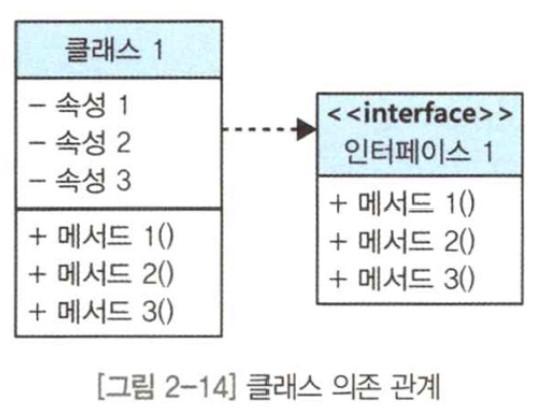 클래스 1
- 속성 1
- 속성 2
- 속성 3
+ 메서드 1()
+ 메서드 2()
+ 메서드 3()
<<interface>>
인터페이스 1
+ 메서드 1()
+ 메서드 2()
+ 메서드 3()
[그림 2-14] 클래스 의존 관계